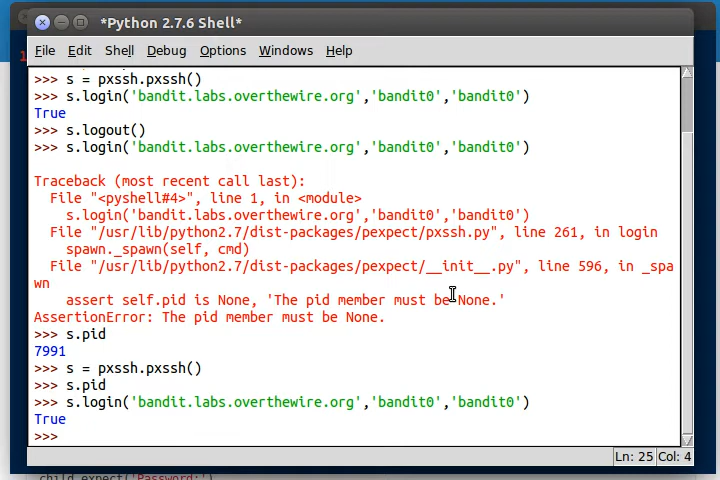 *Python 2.7.6 Shell*
File Edit Shell Debug Options Windows Help
>>> s = pxssh.pxssh()
>>> s.login('bandit.labs.overthewire.org','bandit0','bandit0')
True
>>> s.logout()
>>> s.login('bandit.labs.overthewire.org','bandit0','bandit0')
Traceback (most recent call last):
  File "<pyshell#4>", line 1, in <module>
    s.login('bandit.labs.overthewire.org','bandit0','bandit0')
  File "/usr/lib/python2.7/dist-packages/pexpect/pxssh.py", line 261, in login
    spawn._spawn(self, cmd)
  File "/usr/lib/python2.7/dist-packages/pexpect/__init__.py", line 596, in _spa
wn
    assert self.pid is None, 'The pid member must be None.'
AssertionError: The pid member must be None.
>>> s.pid
7991
>>> s = pxssh.pxssh()
>>> s.pid
>>> s.login('bandit.labs.overthewire.org','bandit0','bandit0')
True
>>>
Ln: 25 Col: 4
child.expect('Password:')